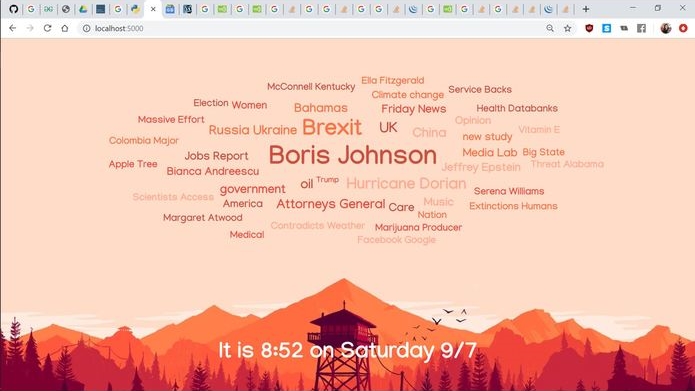 localhost:5000
Ella Fitzgerald
McConnell Kentucky
Service Backs
Climate change
Election Women
Bahamas
Friday News
Health Databanks
Massive Effort
Russia Ukraine
Brexit
UK
China
Opinion
Vitamin E
Colombia Major
new study
Jobs Report
Boris Johnson
Media Lab
Big State
Apple Tree
Bianca Andreescu
Jeffrey Epstein
Threat Alabama
government
oil
Trump
Hurricane Dorian
Serena Williams
Scientists Access
America
Attorneys General
Care
Music
Extinctions Humans
Margaret Atwood
Nation
Contradicts Weather
Marijuana Producer
Medical
Facebook Google
It is 8:52 on Saturday 9/7